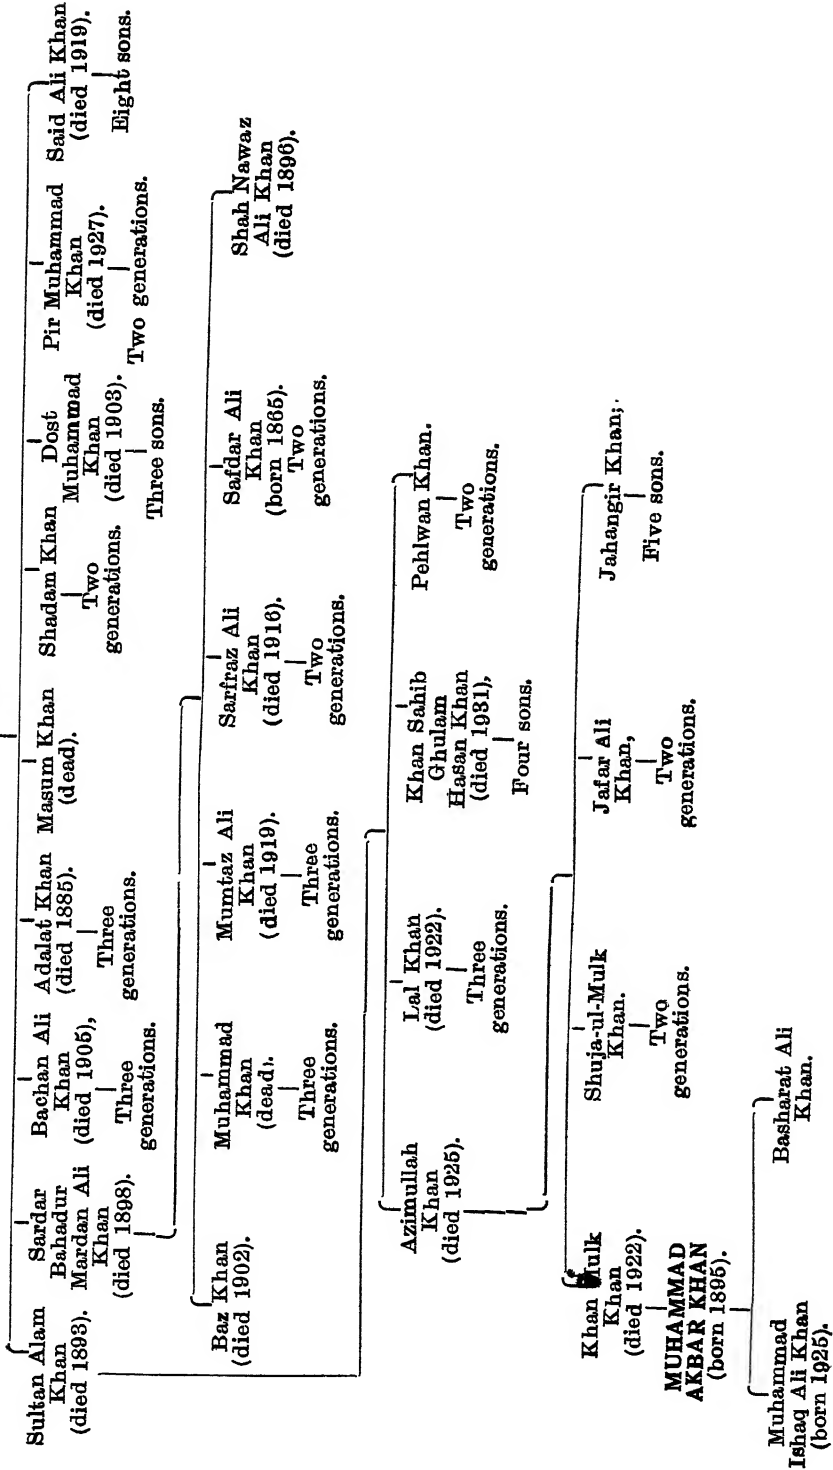 Sultan Alam
Khan
(died 1893).
Sardar
Bahadur
Mardan Ali
Khan
(died 1898).
Bachan Ali
Khan
(died 1905),
Three
generations.
Adalat Khan
(died 1885).
Three
generations.
Masum Khan
(dead).
Shadam Khan
Two
generations.
Dost
Muhammad
Khan
(died 1903).
Three sons.
Pir Muhammad
Khan
(died 1927).
Two generations.
Said Ali Khan
(died 1919).
Eight sons.
Baz Khan
(died 1902).
Muhammad
Khan
(dead).
Three
generations.
Mumtaz Ali
Khan
(died 1919).
Three
generations.
Sarfraz Ali
Khan
(died 1916).
Two
generations.
Safdar Ali
Khan
(born 1865).
Two
generations.
Shah Nawaz
Ali Khan
(died 1896).
Azimullah
Khan
(died 1925).
Lal Khan
(died 1922).
Three
generations.
Khan Sahib
Ghulam
Hasan Khan
(died 1931),
Four sons.
Pehlwan Khan.
Two
generations.
Khan Mulk
Khan
(died 1922).
Shuja-ul-Mulk
Khan.
Two
generations.
Jafar Ali
Khan,
Two
generations.
Jahangir Khan;
Five sons.
MUHAMMAD
AKBAR KHAN
(born 1895).
Muhammad
Ishaq Ali Khan
(born 1925).
Basharat Ali
Khan.